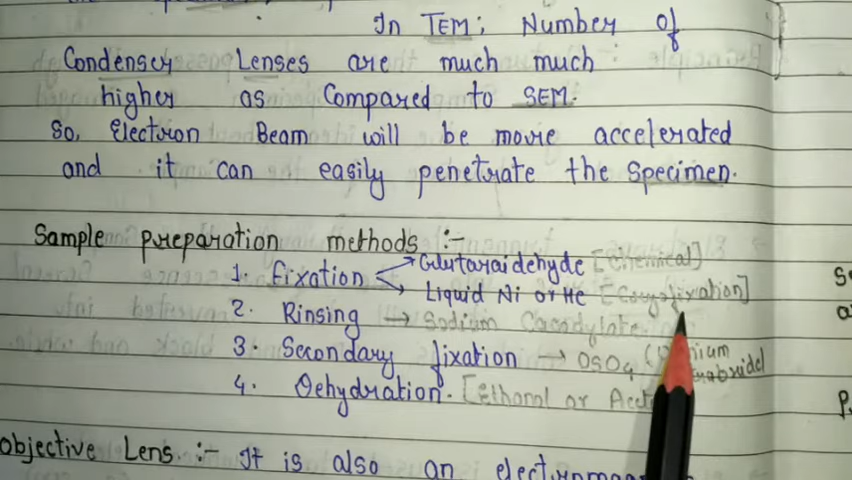 In TEM; Number of
Condenser Lenses are much much
higher as Compared to SEM.
So, Electron Beam will be more accelerated
and it can easily penetrate the specimen.
Sample preparation methods :-
1. Fixation → Glutaraidehyde [Chemical]
→ Liquid Ni or He [Cryofixation]
2. Rinsing → Sodium Cacodylate.
3. Secondary fixation → OsO4
4. Dehydration. [Ethanol or
objective Lens. :- It is also an